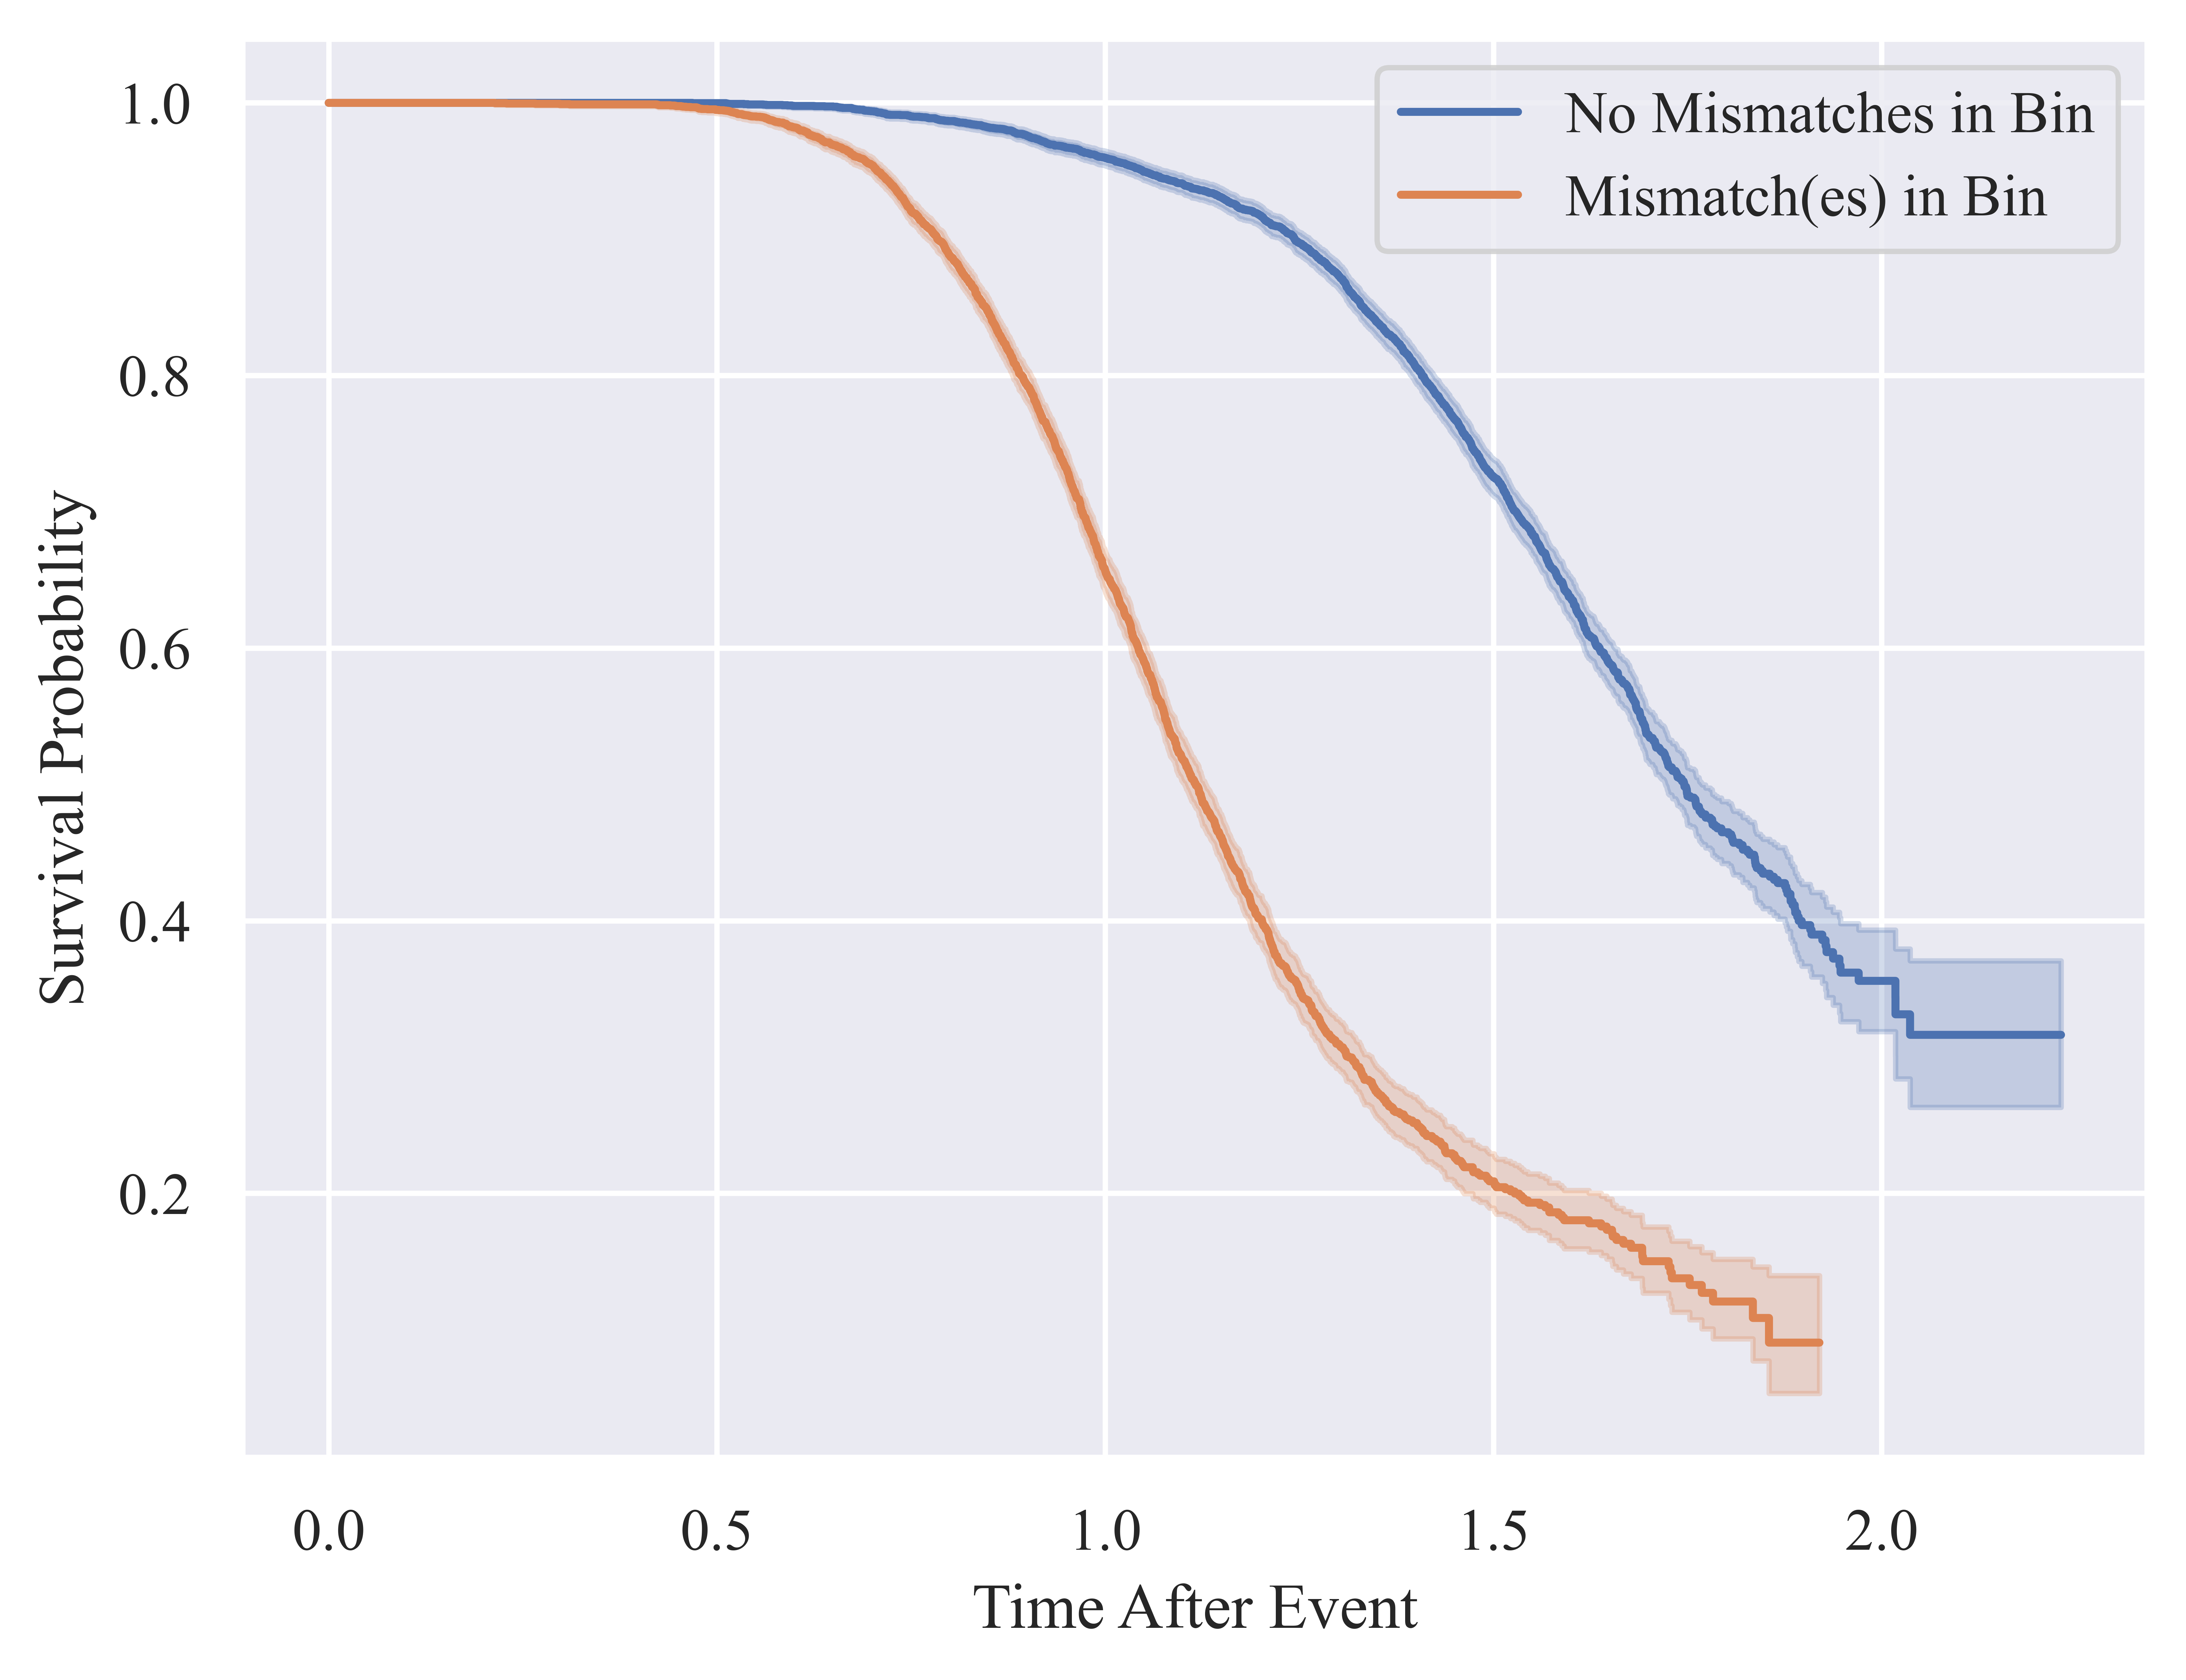 No Mismatches in Bin
Mismatch(es) in Bin
1.0
0.8
0.6
0.4
0.2
Survival Probability
0.0 0.5 1.0 1.5 2.0
Time After Event